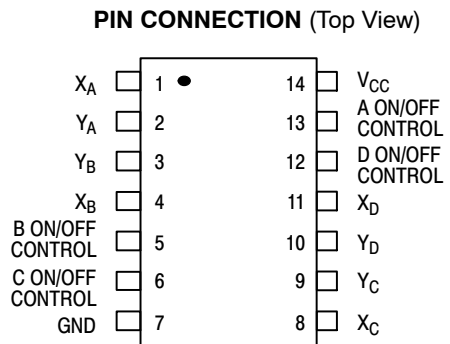 PIN CONNECTION (Top View)
XA 1 14 VCC
YA 2 13 A ON/OFF CONTROL
YB 3 12 D ON/OFF CONTROL
XB 4 11 XD
B ON/OFF CONTROL 5 10 YD
C ON/OFF CONTROL 6 9 YC
GND 7 8 XC